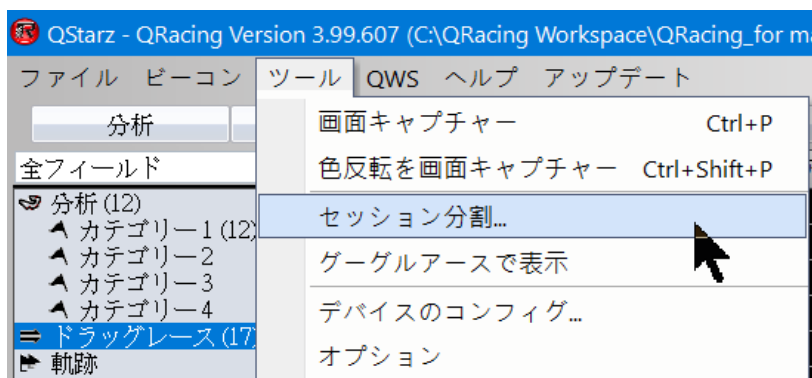 QStarz - QRacing Version 3.99.607 (C:\QRacing Workspace\QRacing_for ma
ファイル ビーコン ツール QWS ヘルプ アップデート
分析
画面キャプチャー Ctrl+P
全フィールド
色反転を画面キャプチャー Ctrl+Shift+P
分析 (12)
セッション分割...
カテゴリー1 (12)
カテゴリー2
グーグルアースで表示
カテゴリー3
カテゴリー4
デバイスのコンフィグ...
ドラッグレース (17)
軌跡
オプション